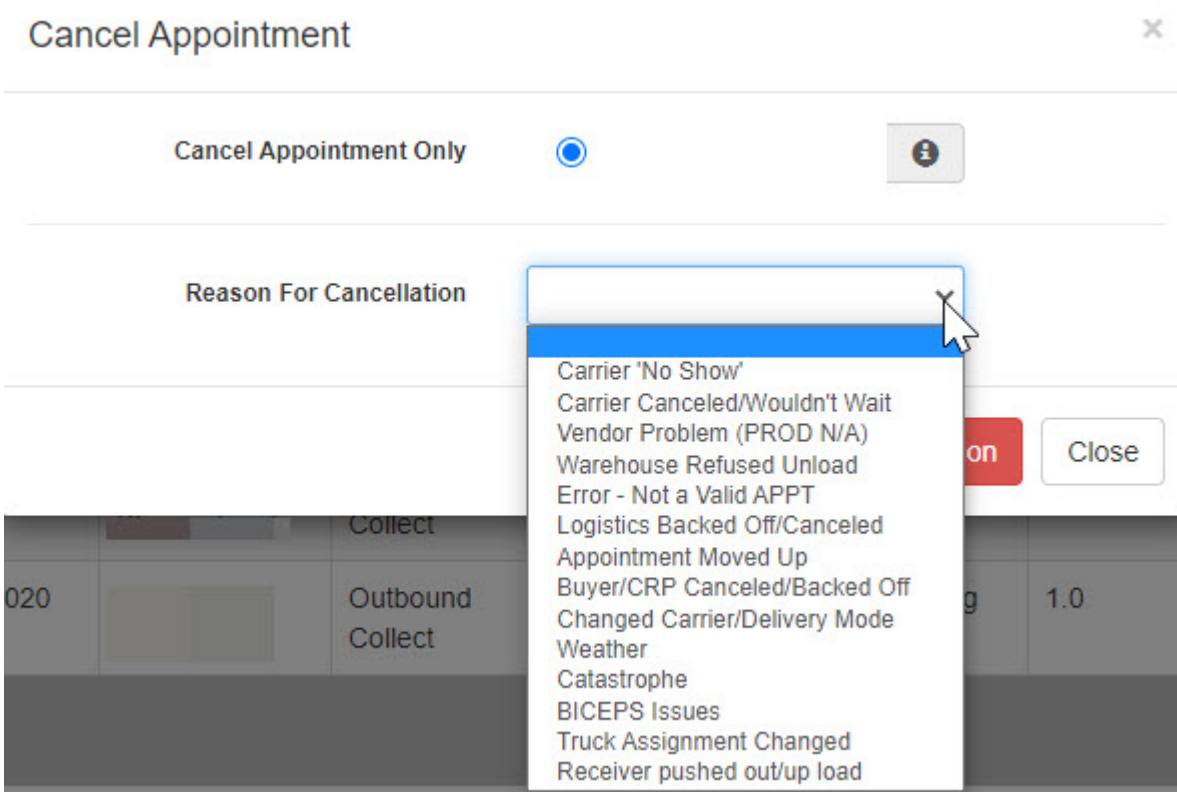 Cancel Appointment
×
Cancel Appointment Only
Reason For Cancellation
Carrier 'No Show'
Carrier Canceled/Wouldn't Wait
Vendor Problem (PROD N/A)
Warehouse Refused Unload
Error - Not a Valid APPT
Logistics Backed Off/Canceled
Appointment Moved Up
Buyer/CRP Canceled/Backed Off
Changed Carrier/Delivery Mode
Weather
Catastrophe
BICEPS Issues
Truck Assignment Changed
Receiver pushed out/up load
on Close
Collect
020 Outbound g 1.0
Collect